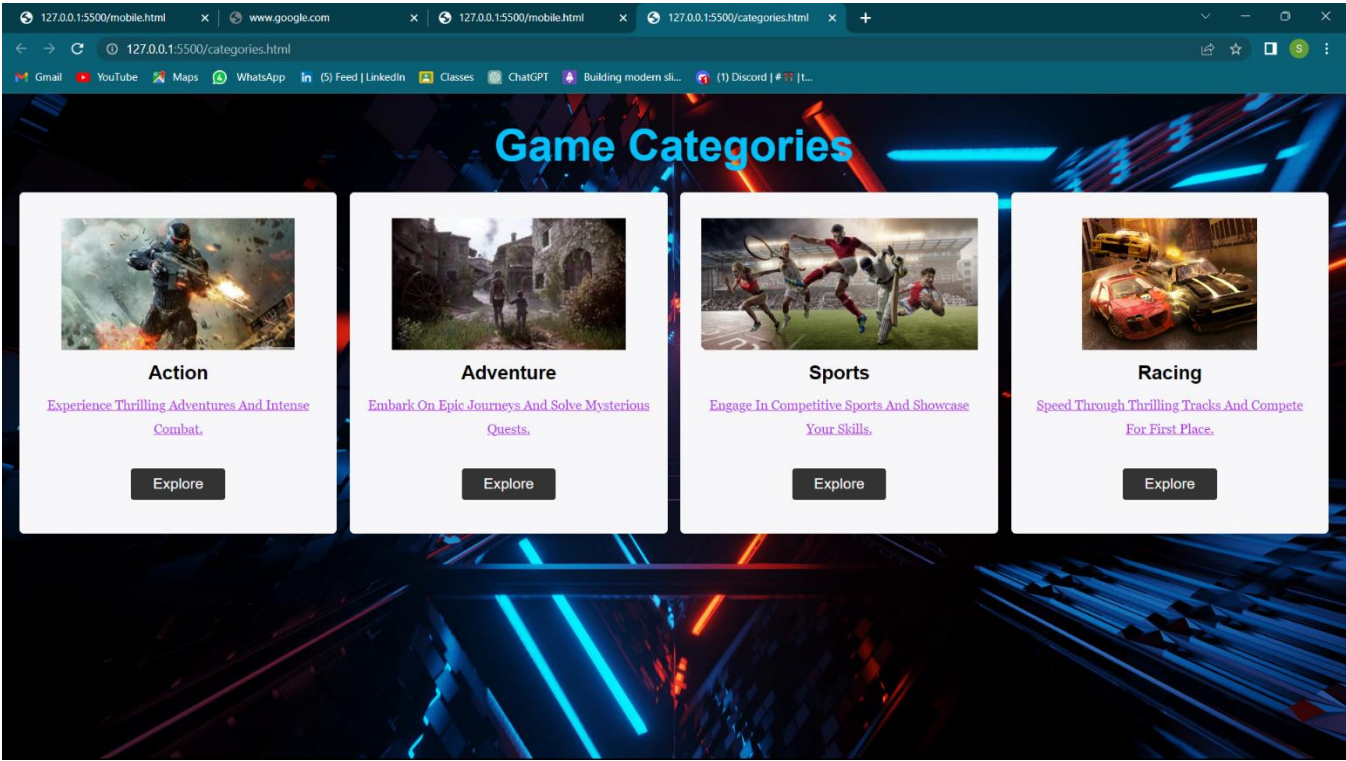 127.0.0.1:5500/mobile.html www.google.com 127.0.0.1:5500/mobile.html 127.0.0.1:5500/categories.html
127.0.0.1:5500/categories.html S
Gmail YouTube Maps WhatsApp (5) Feed | LinkedIn Classes ChatGPT Building modern sli... (1) Discord | #
Game Categories
Action
Experience Thrilling Adventures And Intense
Combat.
Explore
Adventure
Embark On Epic Journeys And Solve Mysterious
Quests.
Explore
Sports
Engage In Competitive Sports And Showcase
Your Skills.
Explore
Racing
Speed Through Thrilling Tracks And Compete
For First Place.
Explore